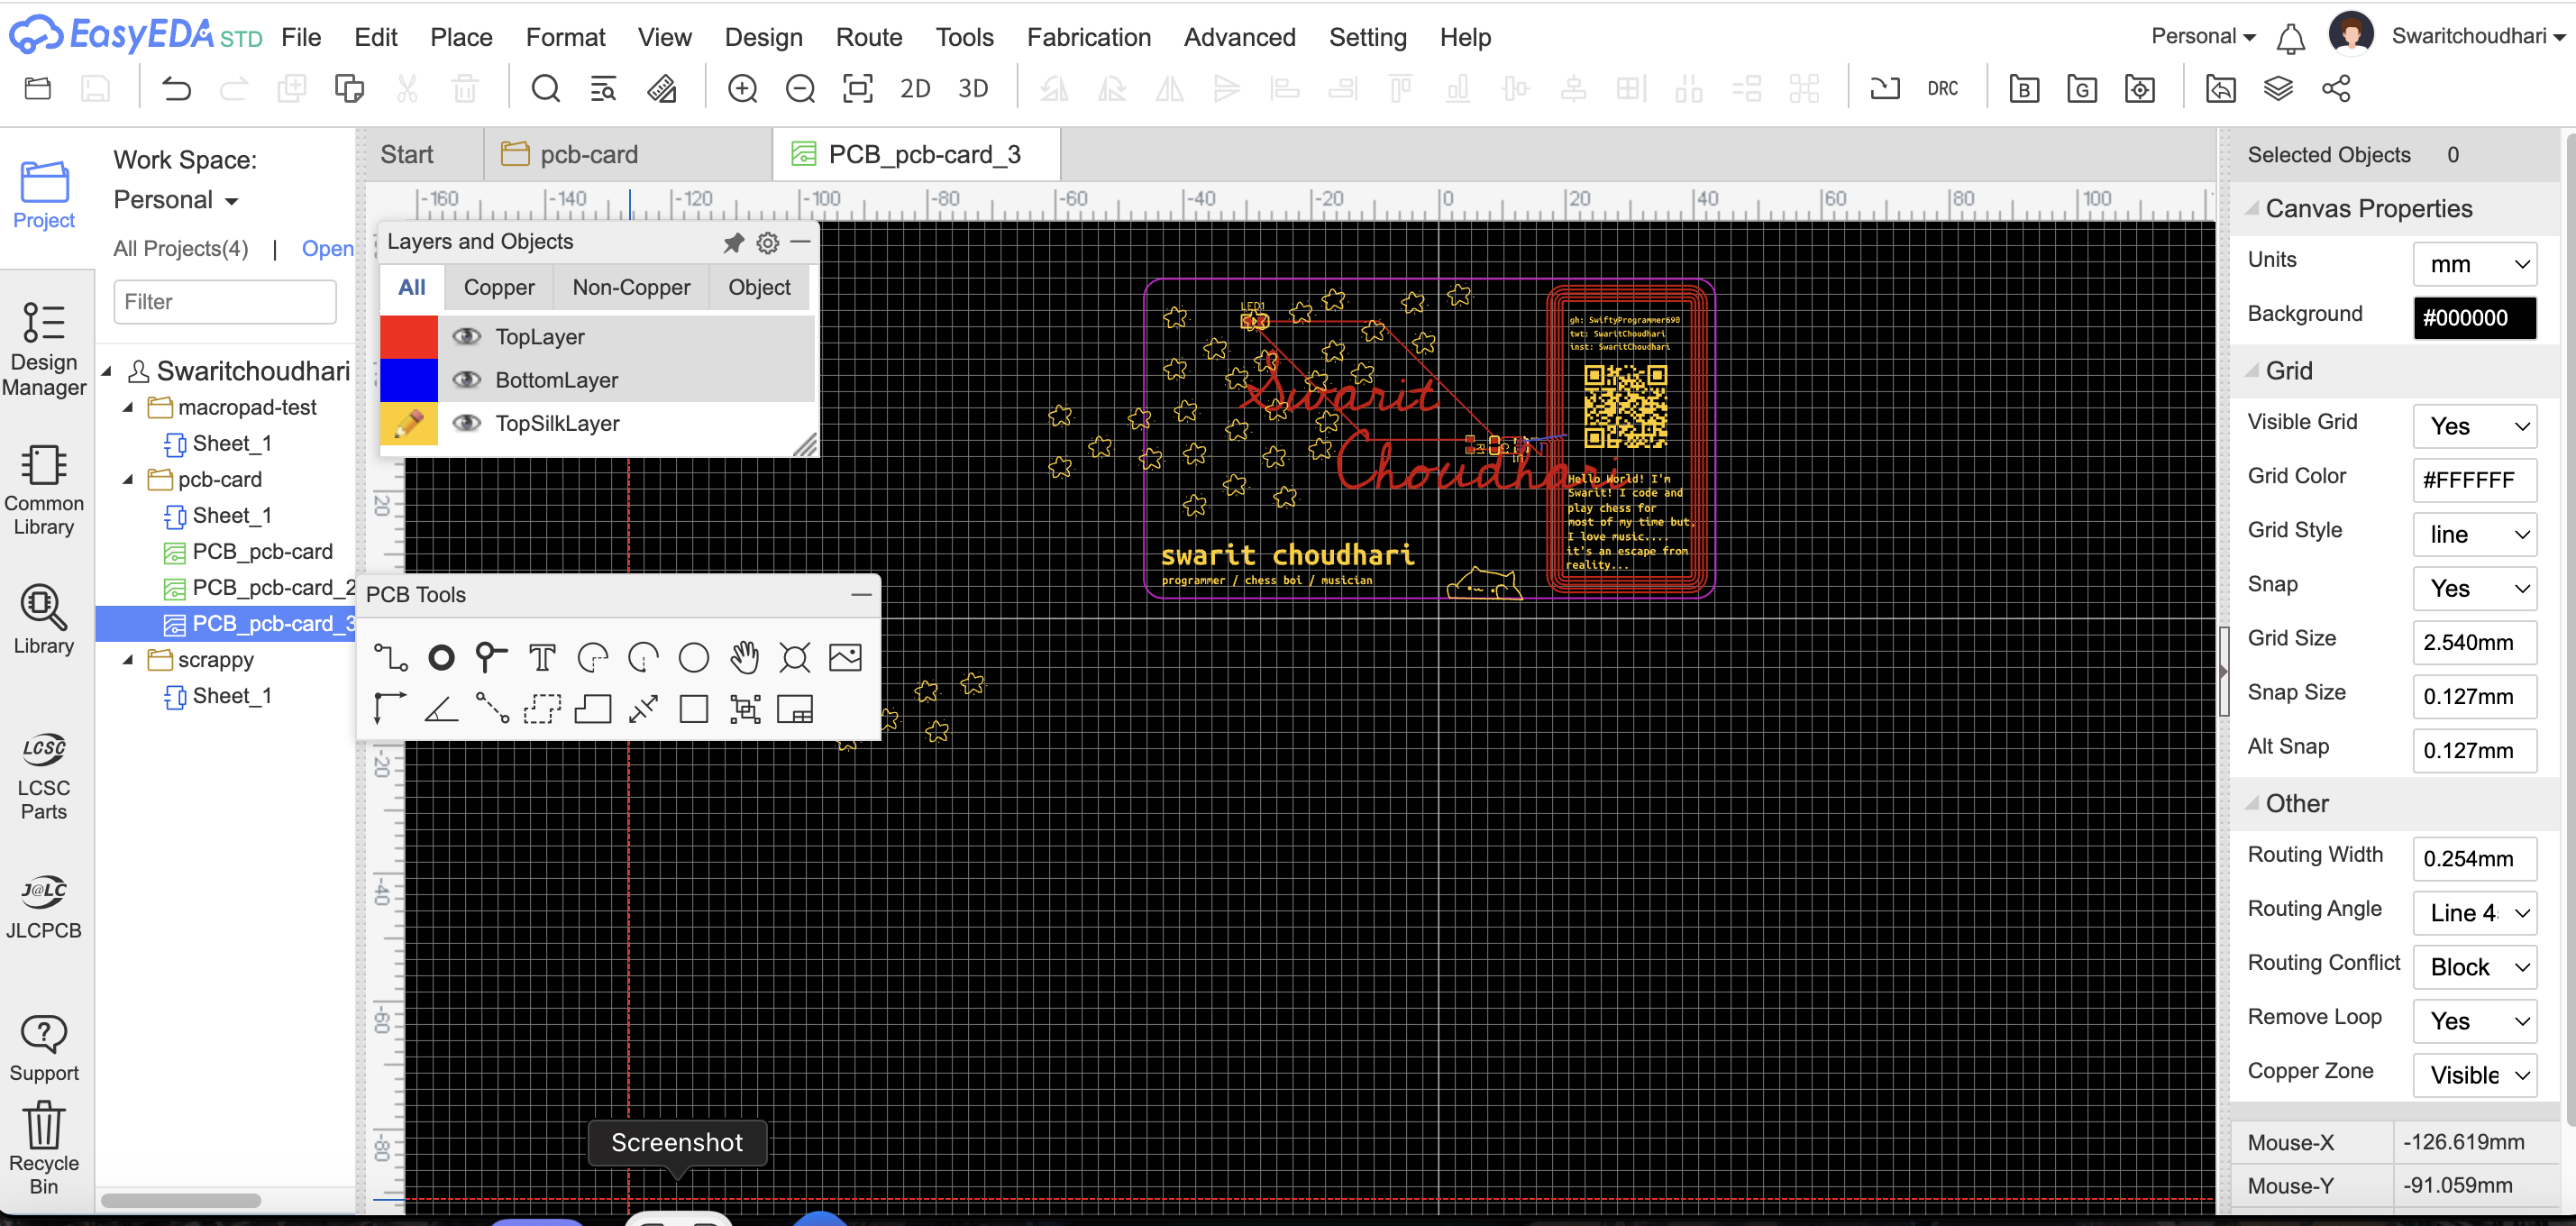 EasyEDA STD File Edit Place Format View Design Route Tools Fabrication Advanced Setting Help Personal Swaritchoudhari
2D 3D DRC B G
Project
Design Manager
Common Library
Library
LCSC
LCSC Parts
J@LC
JLCPCB
Support
Recycle Bin
Work Space:
Personal
All Projects(4) | Open
Filter
Swaritchoudhari
macropad-test
Sheet_1
pcb-card
Sheet_1
PCB_pcb-card
PCB_pcb-card_2
PCB_pcb-card_3
scrappy
Sheet_1
Start pcb-card PCB_pcb-card_3
-160 -140 -120 -100 -80 -60 -40 -20 0 20 40 60 80 100
20
-20
-40
-60
-80
Layers and Objects
All Copper Non-Copper Object
TopLayer
BottomLayer
TopSilkLayer
PCB Tools
LED1
Swarit
Choudhari
swarit choudhari
programmer / chess boi / musician
gh: SwiftyProgrammer690
twt: SwaritChoudhari
inst: SwaritChoudhari
Hello World! I'm
Swarit! I code and
play chess for
most of my time but,
I love music....
it's an escape from
reality...
Screenshot
Selected Objects 0
Canvas Properties
Units mm
Background #000000
Grid
Visible Grid Yes
Grid Color #FFFFFF
Grid Style line
Snap Yes
Grid Size 2.540mm
Snap Size 0.127mm
Alt Snap 0.127mm
Other
Routing Width 0.254mm
Routing Angle Line 4
Routing Conflict Block
Remove Loop Yes
Copper Zone Visible
Mouse-X -126.619mm
Mouse-Y -91.059mm